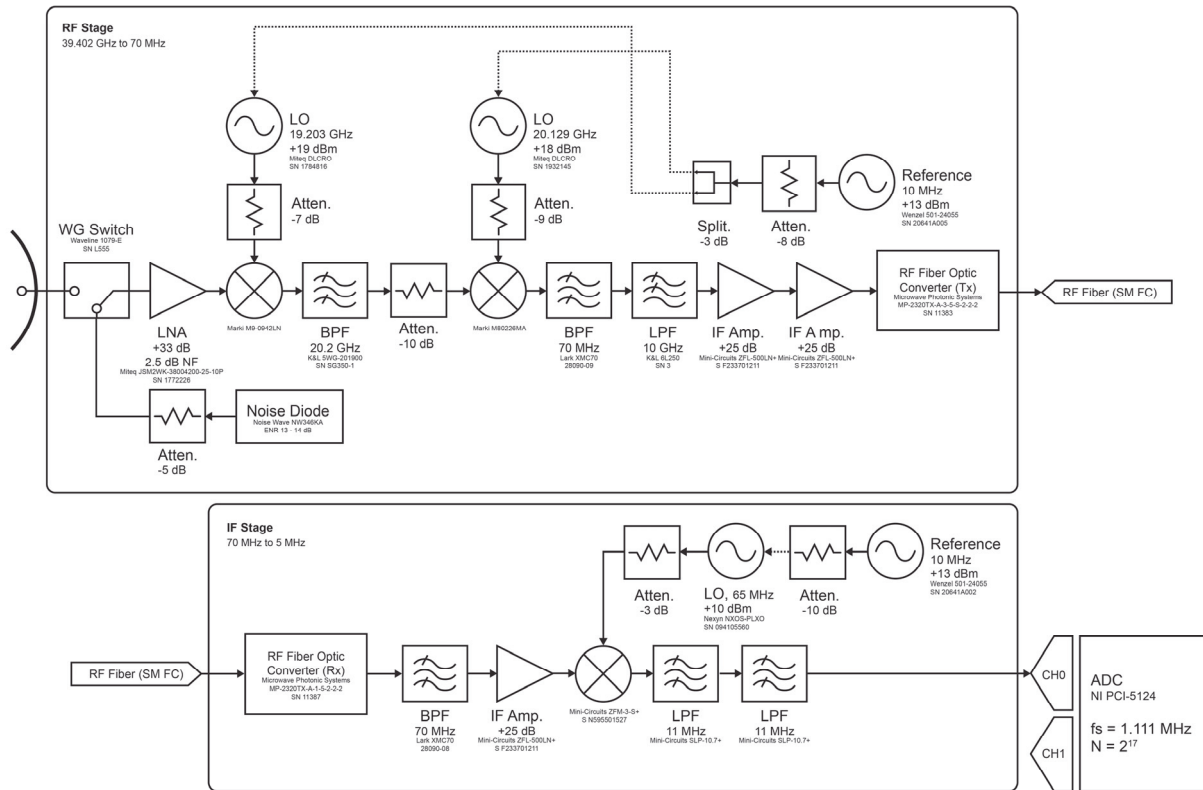 RF Stage
39.402 GHz to 70 MHz
LO
19.203 GHz
+19 dBm
Miteq DLCRO
SN 1784816
LO
20.129 GHz
+18 dBm
Miteq DLCRO
SN 1932145
Reference
10 MHz
+13 dBm
Wenzel 501-24055
SN 20641A005
Atten.
-7 dB
Atten.
-9 dB
Split.
-3 dB
Atten.
-8 dB
WG Switch
Waveline 1079-E
SN L555
LNA
+33 dB
2.5 dB NF
Miteq JSM2WK-38004200-25-10P
SN 1772226
Marki M9-0942LN
BPF
20.2 GHz
K&L 5WG-201900
SN SG350-1
Atten.
-10 dB
Marki M80226MA
BPF
70 MHz
Lark XMC70
28090-09
LPF
10 GHz
K&L 6L250
SN 3
IF Amp.
+25 dB
Mini-Circuits ZFL-500LN+
S F233701211
IF A mp.
+25 dB
Mini-Circuits ZFL-500LN+
S F233701211
RF Fiber Optic
Converter (Tx)
Microwave Photonic Systems
MP-2320TX-A-3-5-S-2-2-2
SN 11383
RF Fiber (SM FC)
Atten.
-5 dB
Noise Diode
Noise Wave NW346KA
ENR 13 - 14 dB
IF Stage
70 MHz to 5 MHz
Atten.
-3 dB
LO, 65 MHz
+10 dBm
Nexyn NXOS-PLXO
SN 094105560
Atten.
-10 dB
Reference
10 MHz
+13 dBm
Wenzel 501-24055
SN 20641A002
RF Fiber (SM FC)
RF Fiber Optic
Converter (Rx)
Microwave Photonic Systems
MP-2320TX-A-1-5-2-2-2
SN 11387
BPF
70 MHz
Lark XMC70
28090-08
IF Amp.
+25 dB
Mini-Circuits ZFL-500LN+
S F233701211
Mini-Circuits ZFM-3-S+
S N595501527
LPF
11 MHz
Mini-Circuits SLP-10.7+
LPF
11 MHz
Mini-Circuits SLP-10.7+
CH0
CH1
ADC
NI PCI-5124
fs = 1.111 MHz
N = 2¹⁷